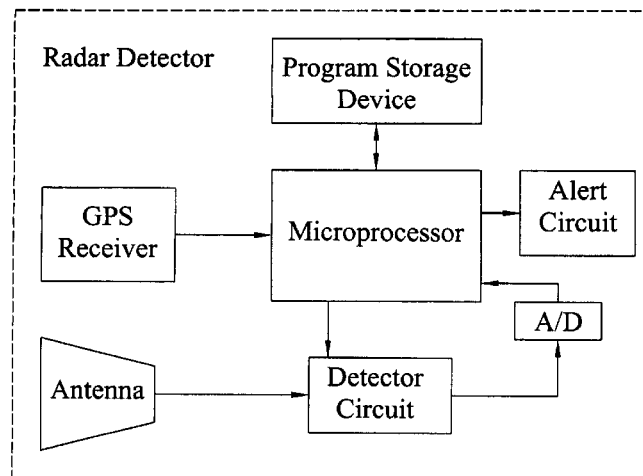 Radar Detector
Program Storage
Device
GPS
Receiver
Microprocessor
Alert
Circuit
A/D
Antenna
Detector
Circuit